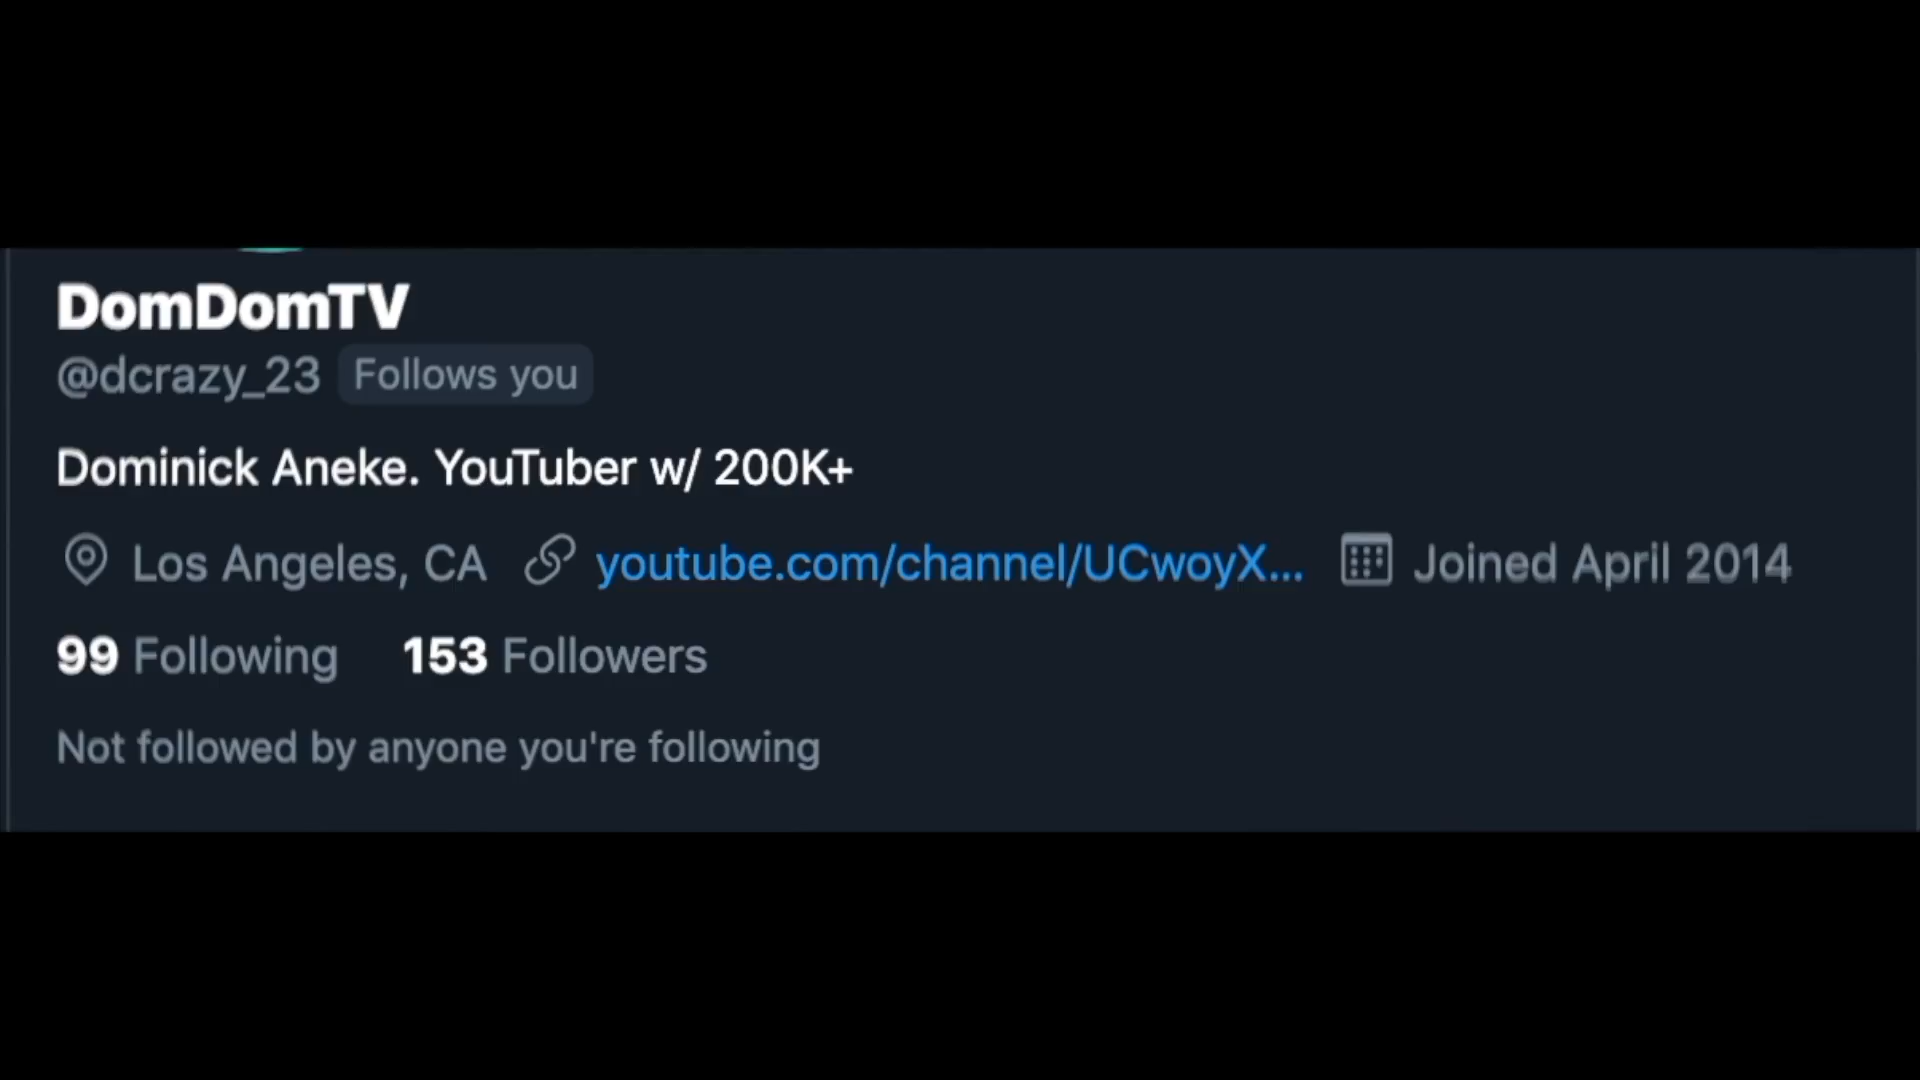 DomDomTV
@dcrazy_23 Follows you
Dominick Aneke. YouTuber w/ 200K+
Los Angeles, CA youtube.com/channel/UCwoyX... Joined April 2014
99 Following 153 Followers
Not followed by anyone you're following